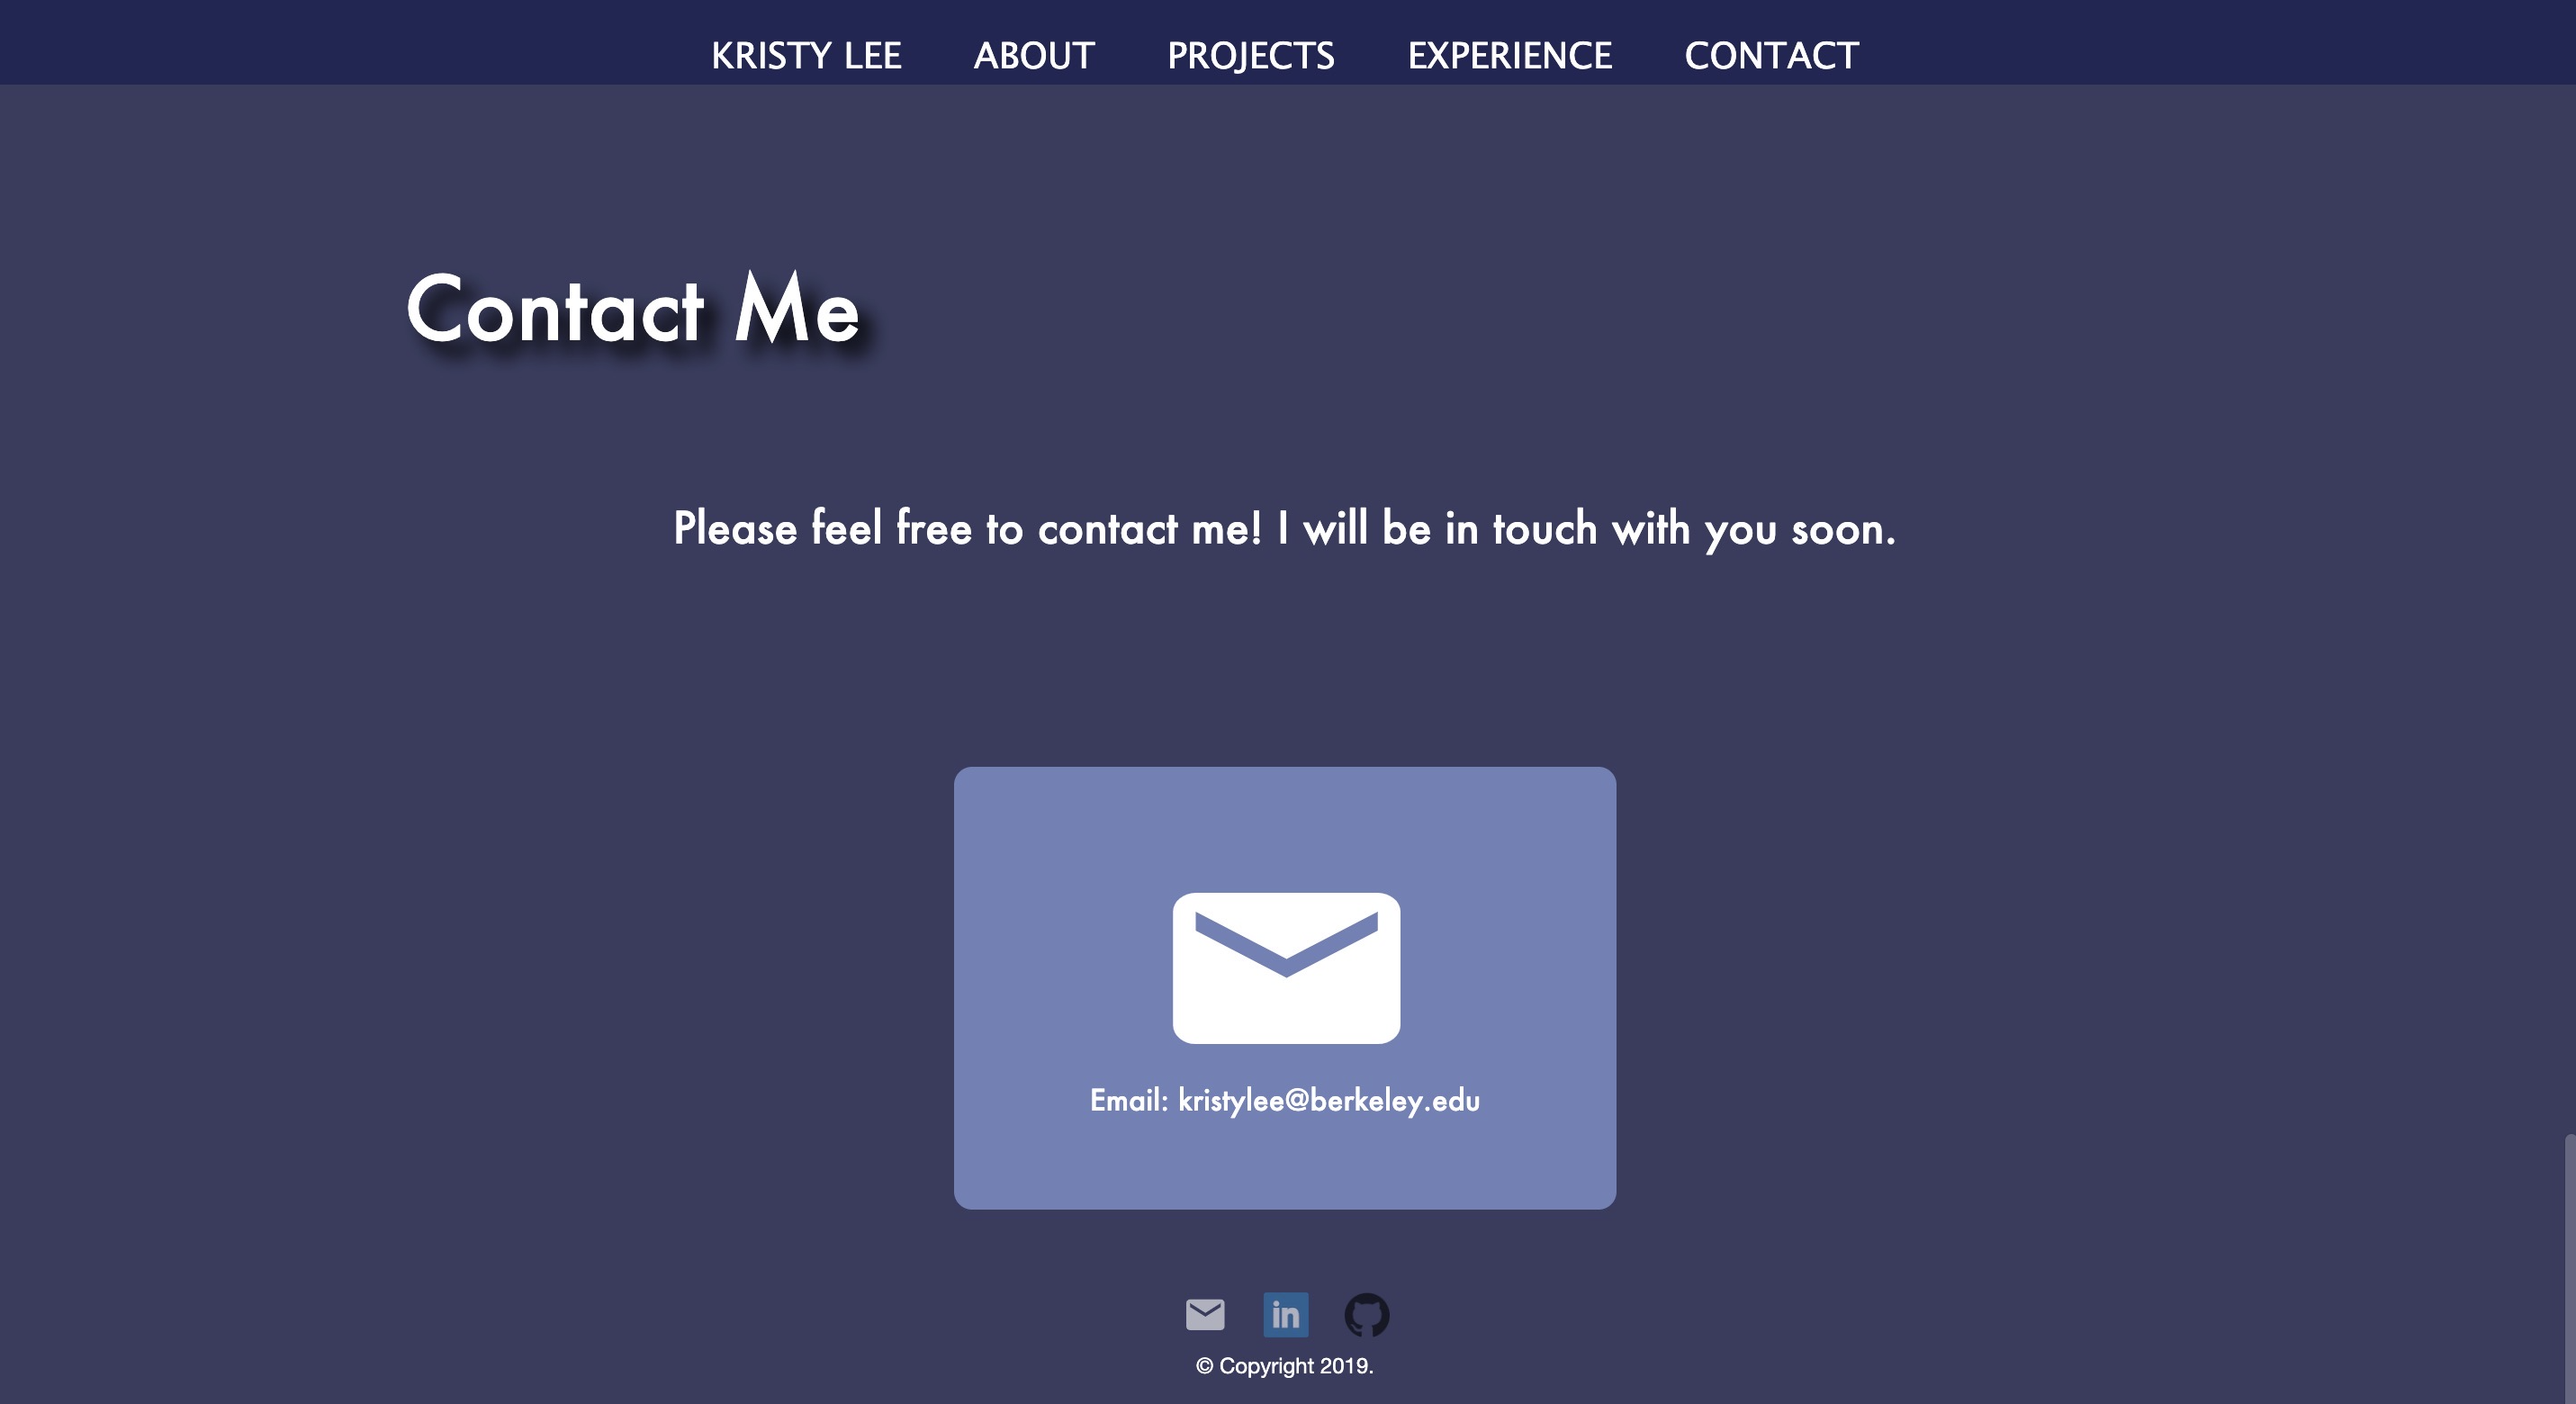 KRISTY LEE ABOUT PROJECTS EXPERIENCE CONTACT
Contact Me
Please feel free to contact me! I will be in touch with you soon.
Email: kristylee@berkeley.edu
in
© Copyright 2019.